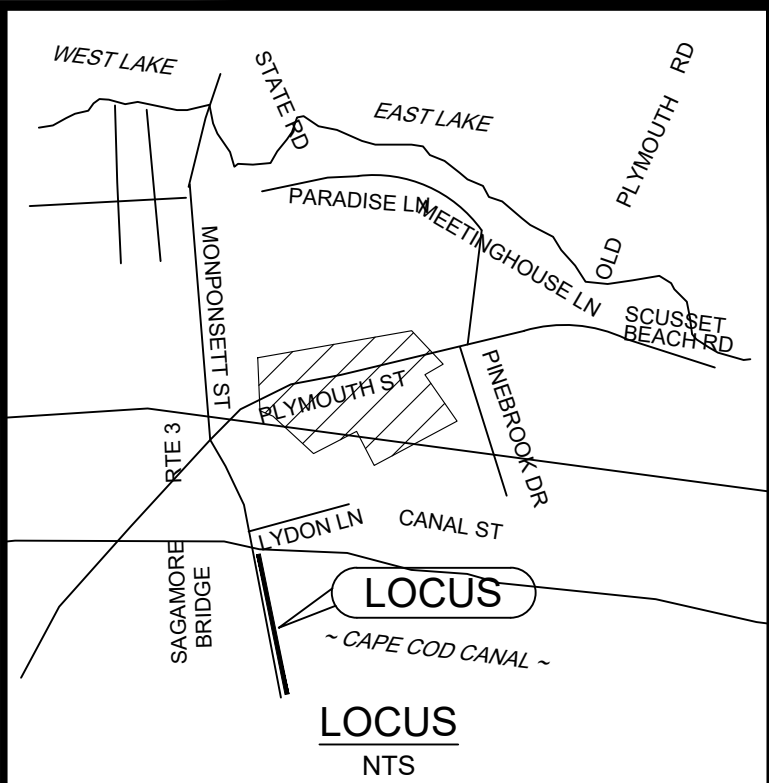 WEST LAKE
STATE RD
EAST LAKE
OLD PLYMOUTH RD
PARADISE LN
MEETINGHOUSE LN
MONPONSETT ST
SCUSSET
BEACH RD
PLYMOUTH ST
PINEBROOK DR
RTE 3
LYDON LN
CANAL ST
SAGAMORE
BRIDGE
LOCUS
~ CAPE COD CANAL ~
LOCUS
NTS